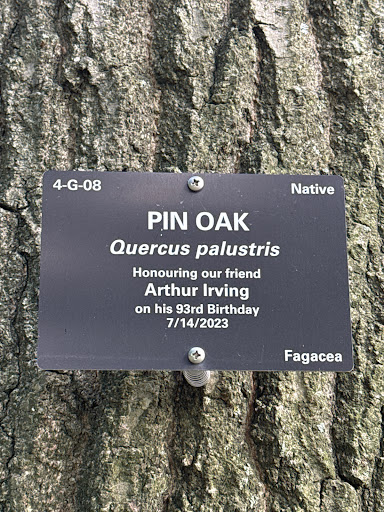 4-G-08
Native
PIN OAK
Quercus palustris
Honouring our friend
Arthur Irving
on his 93rd Birthday
7/14/2023
Fagacea